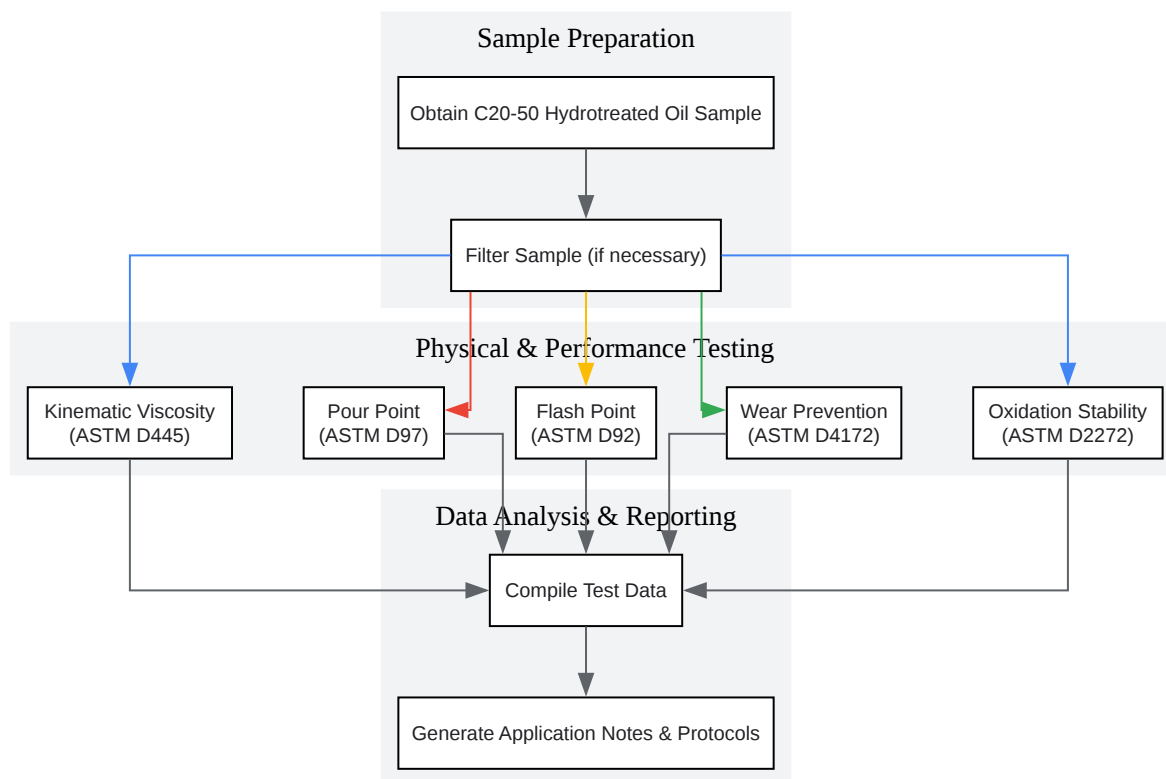 Sample Preparation
Obtain C20-50 Hydrotreated Oil Sample
Filter Sample (if necessary)
Physical & Performance Testing
Kinematic Viscosity
(ASTM D445)
Pour Point
(ASTM D97)
Flash Point
(ASTM D92)
Wear Prevention
(ASTM D4172)
Oxidation Stability
(ASTM D2272)
Data Analysis & Reporting
Compile Test Data
Generate Application Notes & Protocols